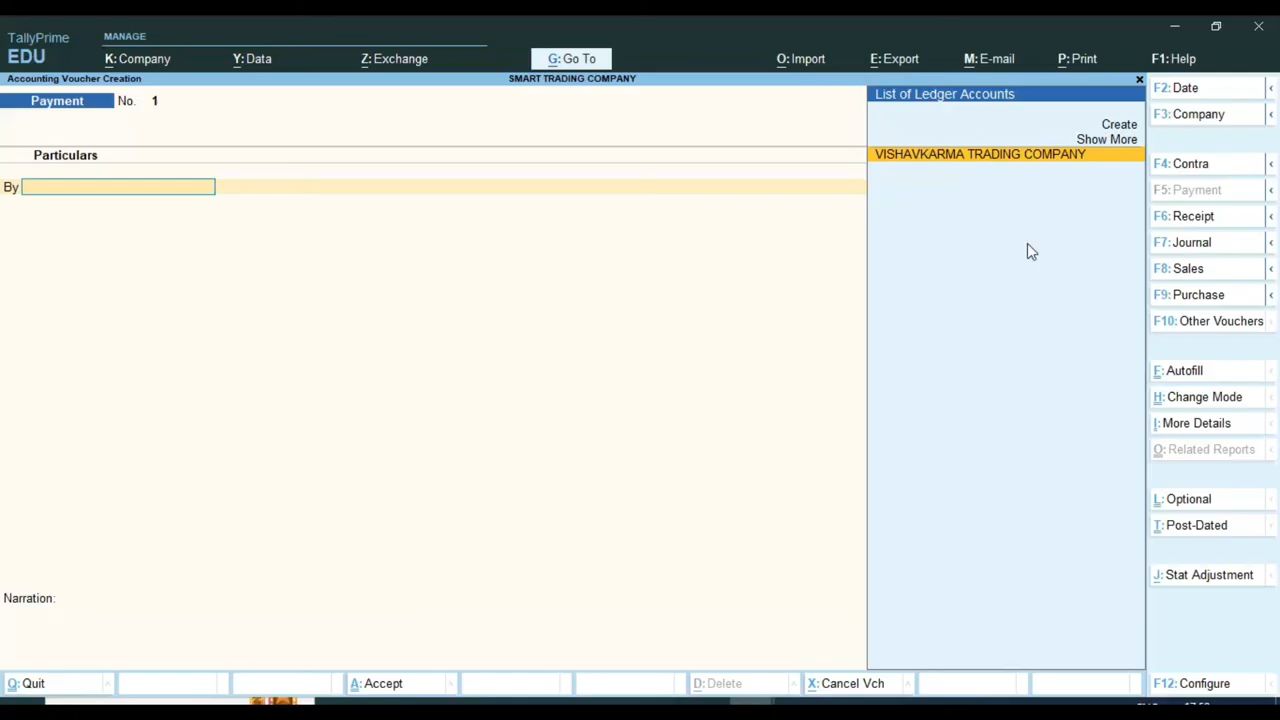 TallyPrime
EDU
MANAGE
K: Company
Y: Data
Z: Exchange
G: Go To
O: Import
E: Export
M: E-mail
P: Print
F1: Help
Accounting Voucher Creation
SMART TRADING COMPANY
Payment
No. 1
Particulars
By
Narration:
List of Ledger Accounts
Create
Show More
VISHAVKARMA TRADING COMPANY
F2: Date
F3: Company
F4: Contra
F5: Payment
F6: Receipt
F7: Journal
F8: Sales
F9: Purchase
F10: Other Vouchers
F: Autofill
H: Change Mode
I: More Details
O: Related Reports
L: Optional
T: Post-Dated
J: Stat Adjustment
Q: Quit
A: Accept
D: Delete
X: Cancel Vch
F12: Configure